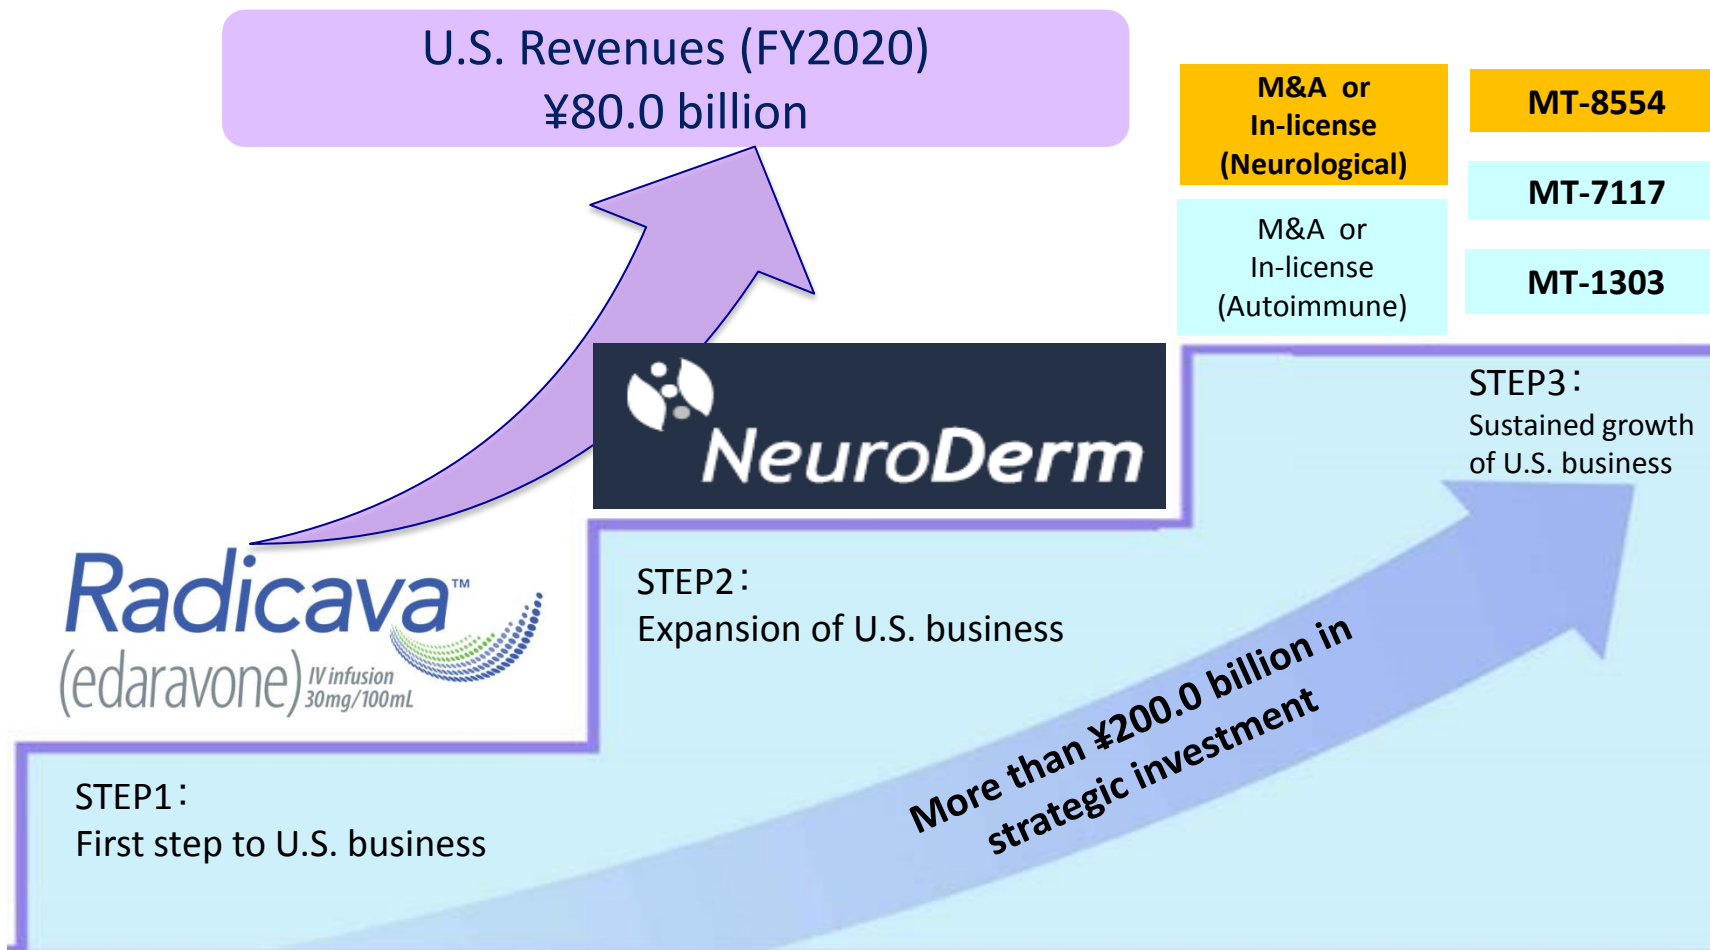 U.S. Revenues (FY2020)
¥80.0 billion
M&A or
In-license
(Neurological)
MT-8554
MT-7117
M&A or
In-license
(Autoimmune)
MT-1303
NeuroDerm
STEP3：
Sustained growth
of U.S. business
Radicava™
(edaravone) IV infusion
30mg/100mL
STEP2：
Expansion of U.S. business
More than ¥200.0 billion in
strategic investment
STEP1：
First step to U.S. business